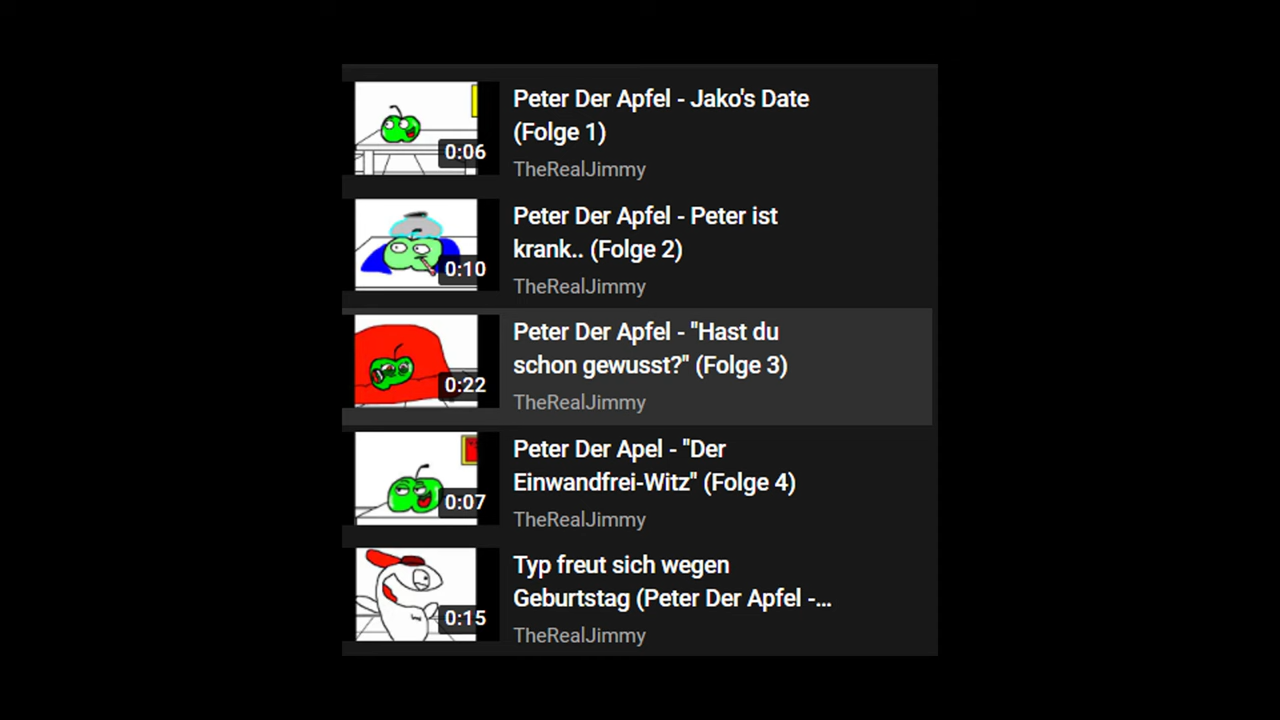 Peter Der Apfel - Jako's Date
(Folge 1)
0:06
TheRealJimmy
Peter Der Apfel - Peter ist
krank.. (Folge 2)
0:10
TheRealJimmy
Peter Der Apfel - "Hast du
schon gewusst?" (Folge 3)
0:22
TheRealJimmy
Peter Der Apel - "Der
Einwandfrei-Witz" (Folge 4)
0:07
TheRealJimmy
Typ freut sich wegen
Geburtstag (Peter Der Apfel -...
0:15
TheRealJimmy